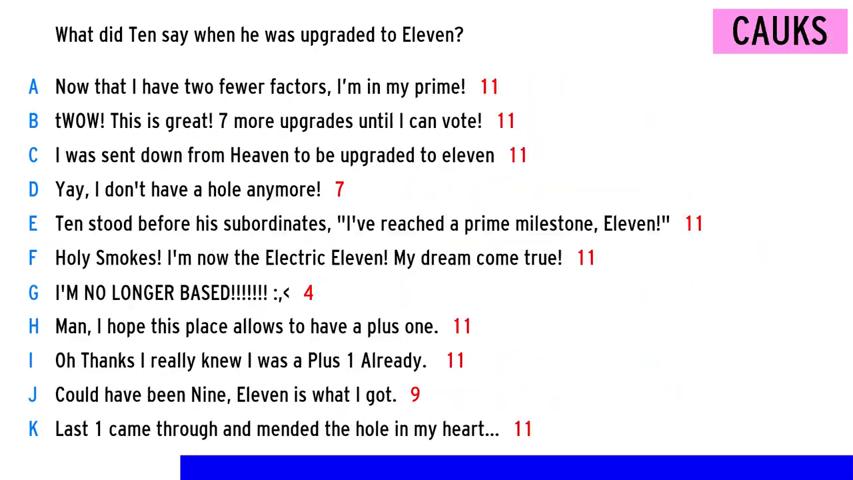 What did Ten say when he was upgraded to Eleven?
CAUKS
A Now that I have two fewer factors, I'm in my prime! 11
B tWOW! This is great! 7 more upgrades until I can vote! 11
C I was sent down from Heaven to be upgraded to eleven 11
D Yay, I don't have a hole anymore! 7
E Ten stood before his subordinates, "I've reached a prime milestone, Eleven!" 11
F Holy Smokes! I'm now the Electric Eleven! My dream come true! 11
G I'M NO LONGER BASED!!!!!!! :,< 4
H Man, I hope this place allows to have a plus one. 11
I Oh Thanks I really knew I was a Plus 1 Already. 11
J Could have been Nine, Eleven is what I got. 9
K Last 1 came through and mended the hole in my heart... 11